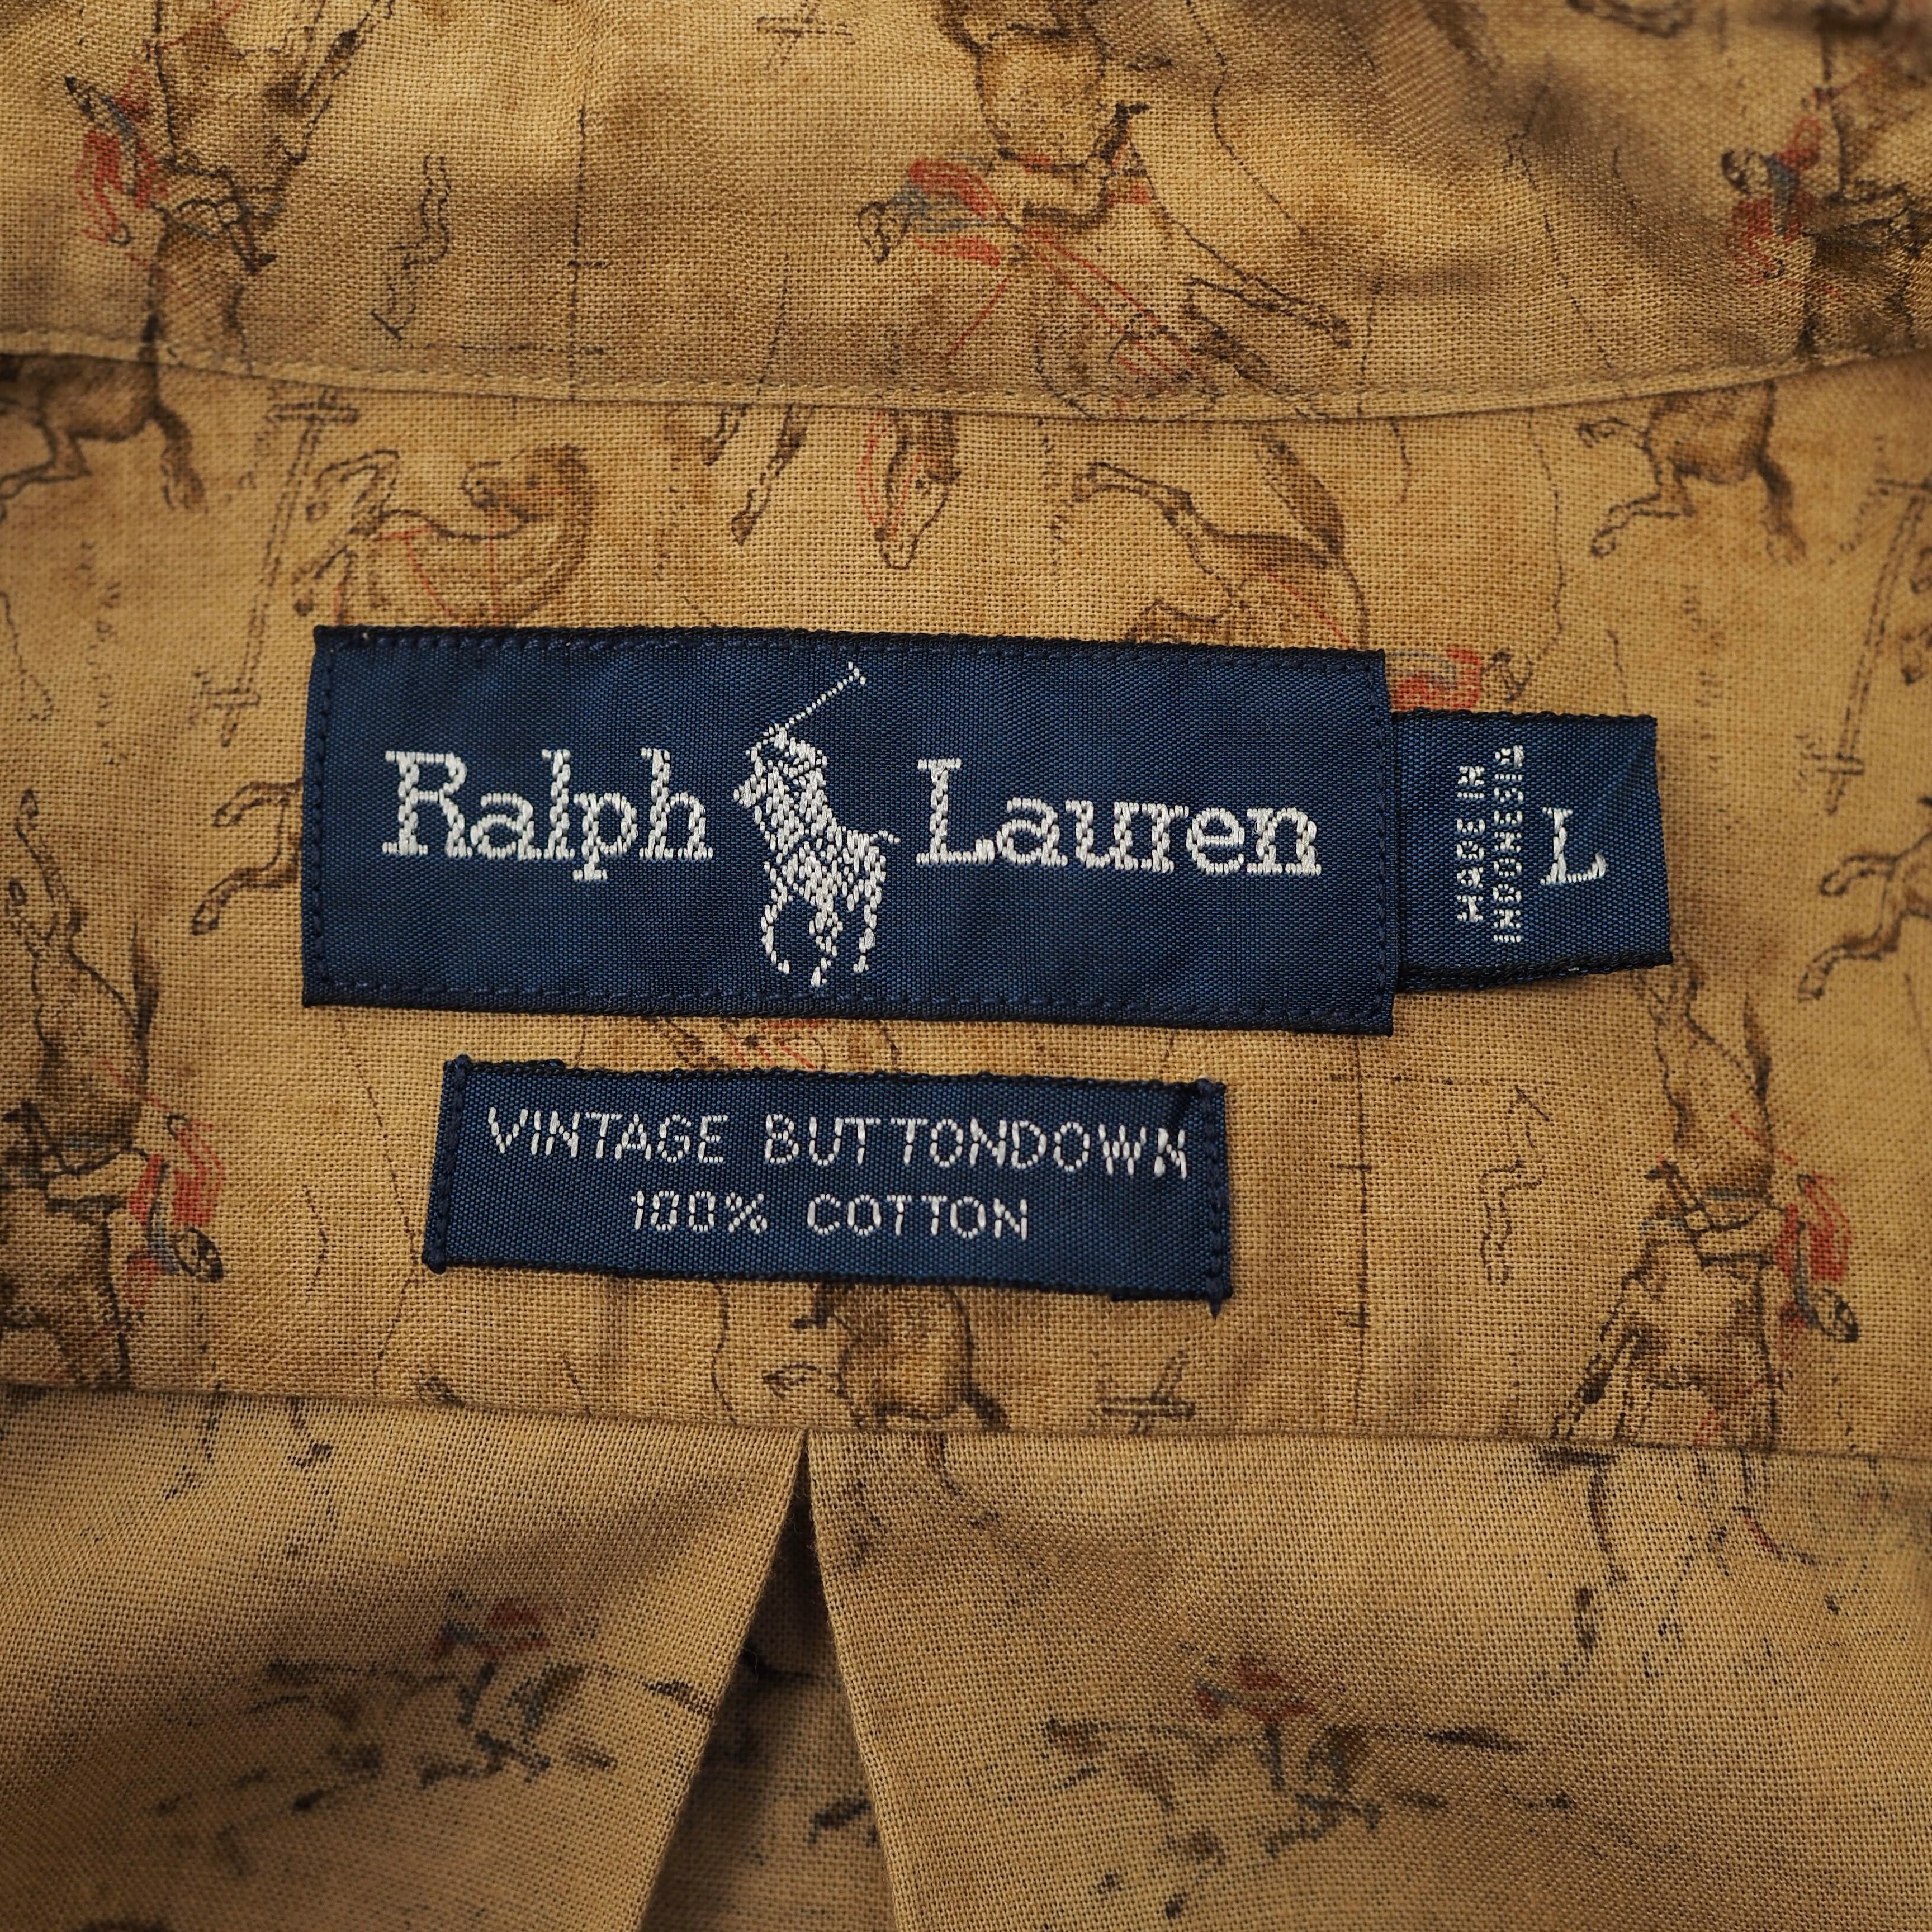 Ralph Lauren
MADE IN
INDONESIA
L
VINTAGE BUTTONDOWN
100% COTTON